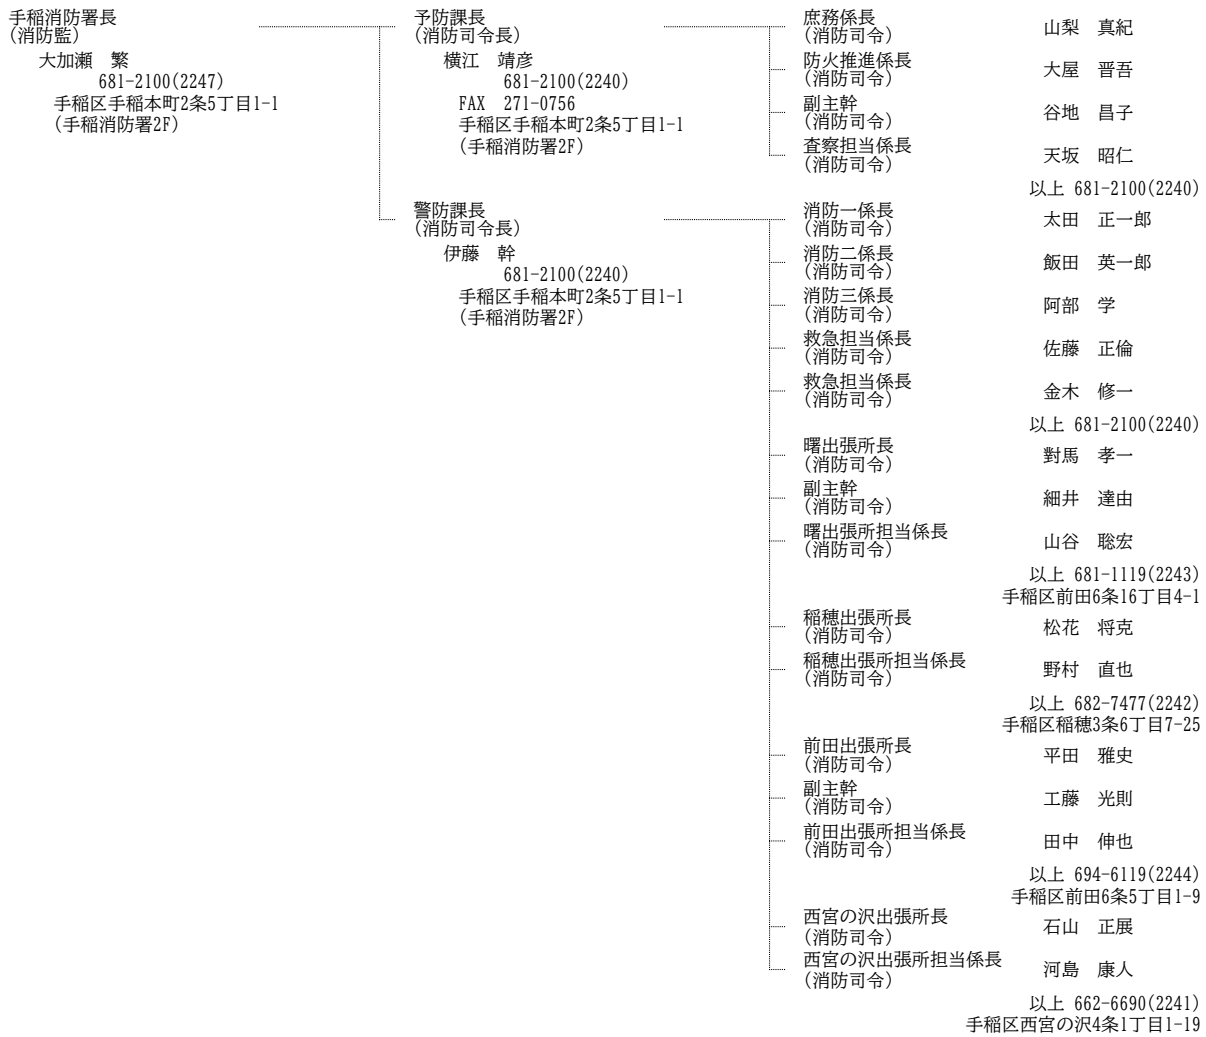 手稲消防署長
(消防監)
大加瀬　繁
681-2100(2247)
手稲区手稲本町2条5丁目1-1
(手稲消防署2F)
予防課長
(消防司令長)
横江　靖彦
681-2100(2240)
FAX　271-0756
手稲区手稲本町2条5丁目1-1
(手稲消防署2F)
庶務係長
(消防司令)
山梨　真紀
防火推進係長
(消防司令)
大屋　晋吾
副主幹
(消防司令)
谷地　昌子
査察担当係長
(消防司令)
天坂　昭仁
以上 681-2100(2240)
警防課長
(消防司令長)
伊藤　幹
681-2100(2240)
手稲区手稲本町2条5丁目1-1
(手稲消防署2F)
消防一係長
(消防司令)
太田　正一郎
消防二係長
(消防司令)
飯田　英一郎
消防三係長
(消防司令)
阿部　学
救急担当係長
(消防司令)
佐藤　正倫
救急担当係長
(消防司令)
金木　修一
以上 681-2100(2240)
曙出張所長
(消防司令)
對馬　孝一
副主幹
(消防司令)
細井　達由
曙出張所担当係長
(消防司令)
山谷　聡宏
以上 681-1119(2243)
手稲区前田6条16丁目4-1
稲穂出張所長
(消防司令)
松花　将克
稲穂出張所担当係長
(消防司令)
野村　直也
以上 682-7477(2242)
手稲区稲穂3条6丁目7-25
前田出張所長
(消防司令)
平田　雅史
副主幹
(消防司令)
工藤　光則
前田出張所担当係長
(消防司令)
田中　伸也
以上 694-6119(2244)
手稲区前田6条5丁目1-9
西宮の沢出張所長
(消防司令)
石山　正展
西宮の沢出張所担当係長
(消防司令)
河島　康人
以上 662-6690(2241)
手稲区西宮の沢4条1丁目1-19